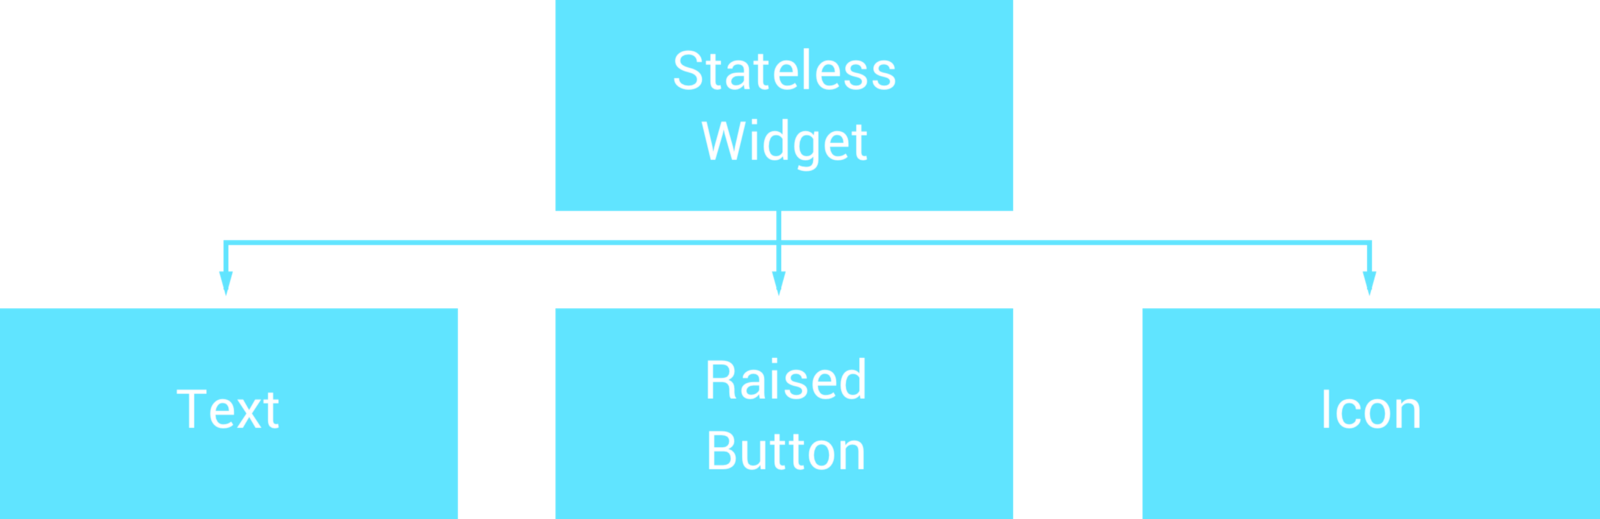 Stateless
Widget
Text
Raised
Button
Icon